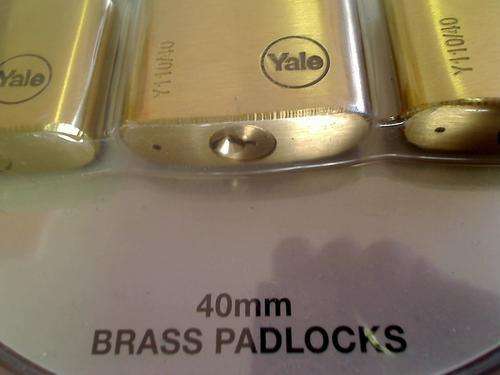 Yale
Y110/40
Yale
Y110/40
40mm
BRASS PADLOCKS